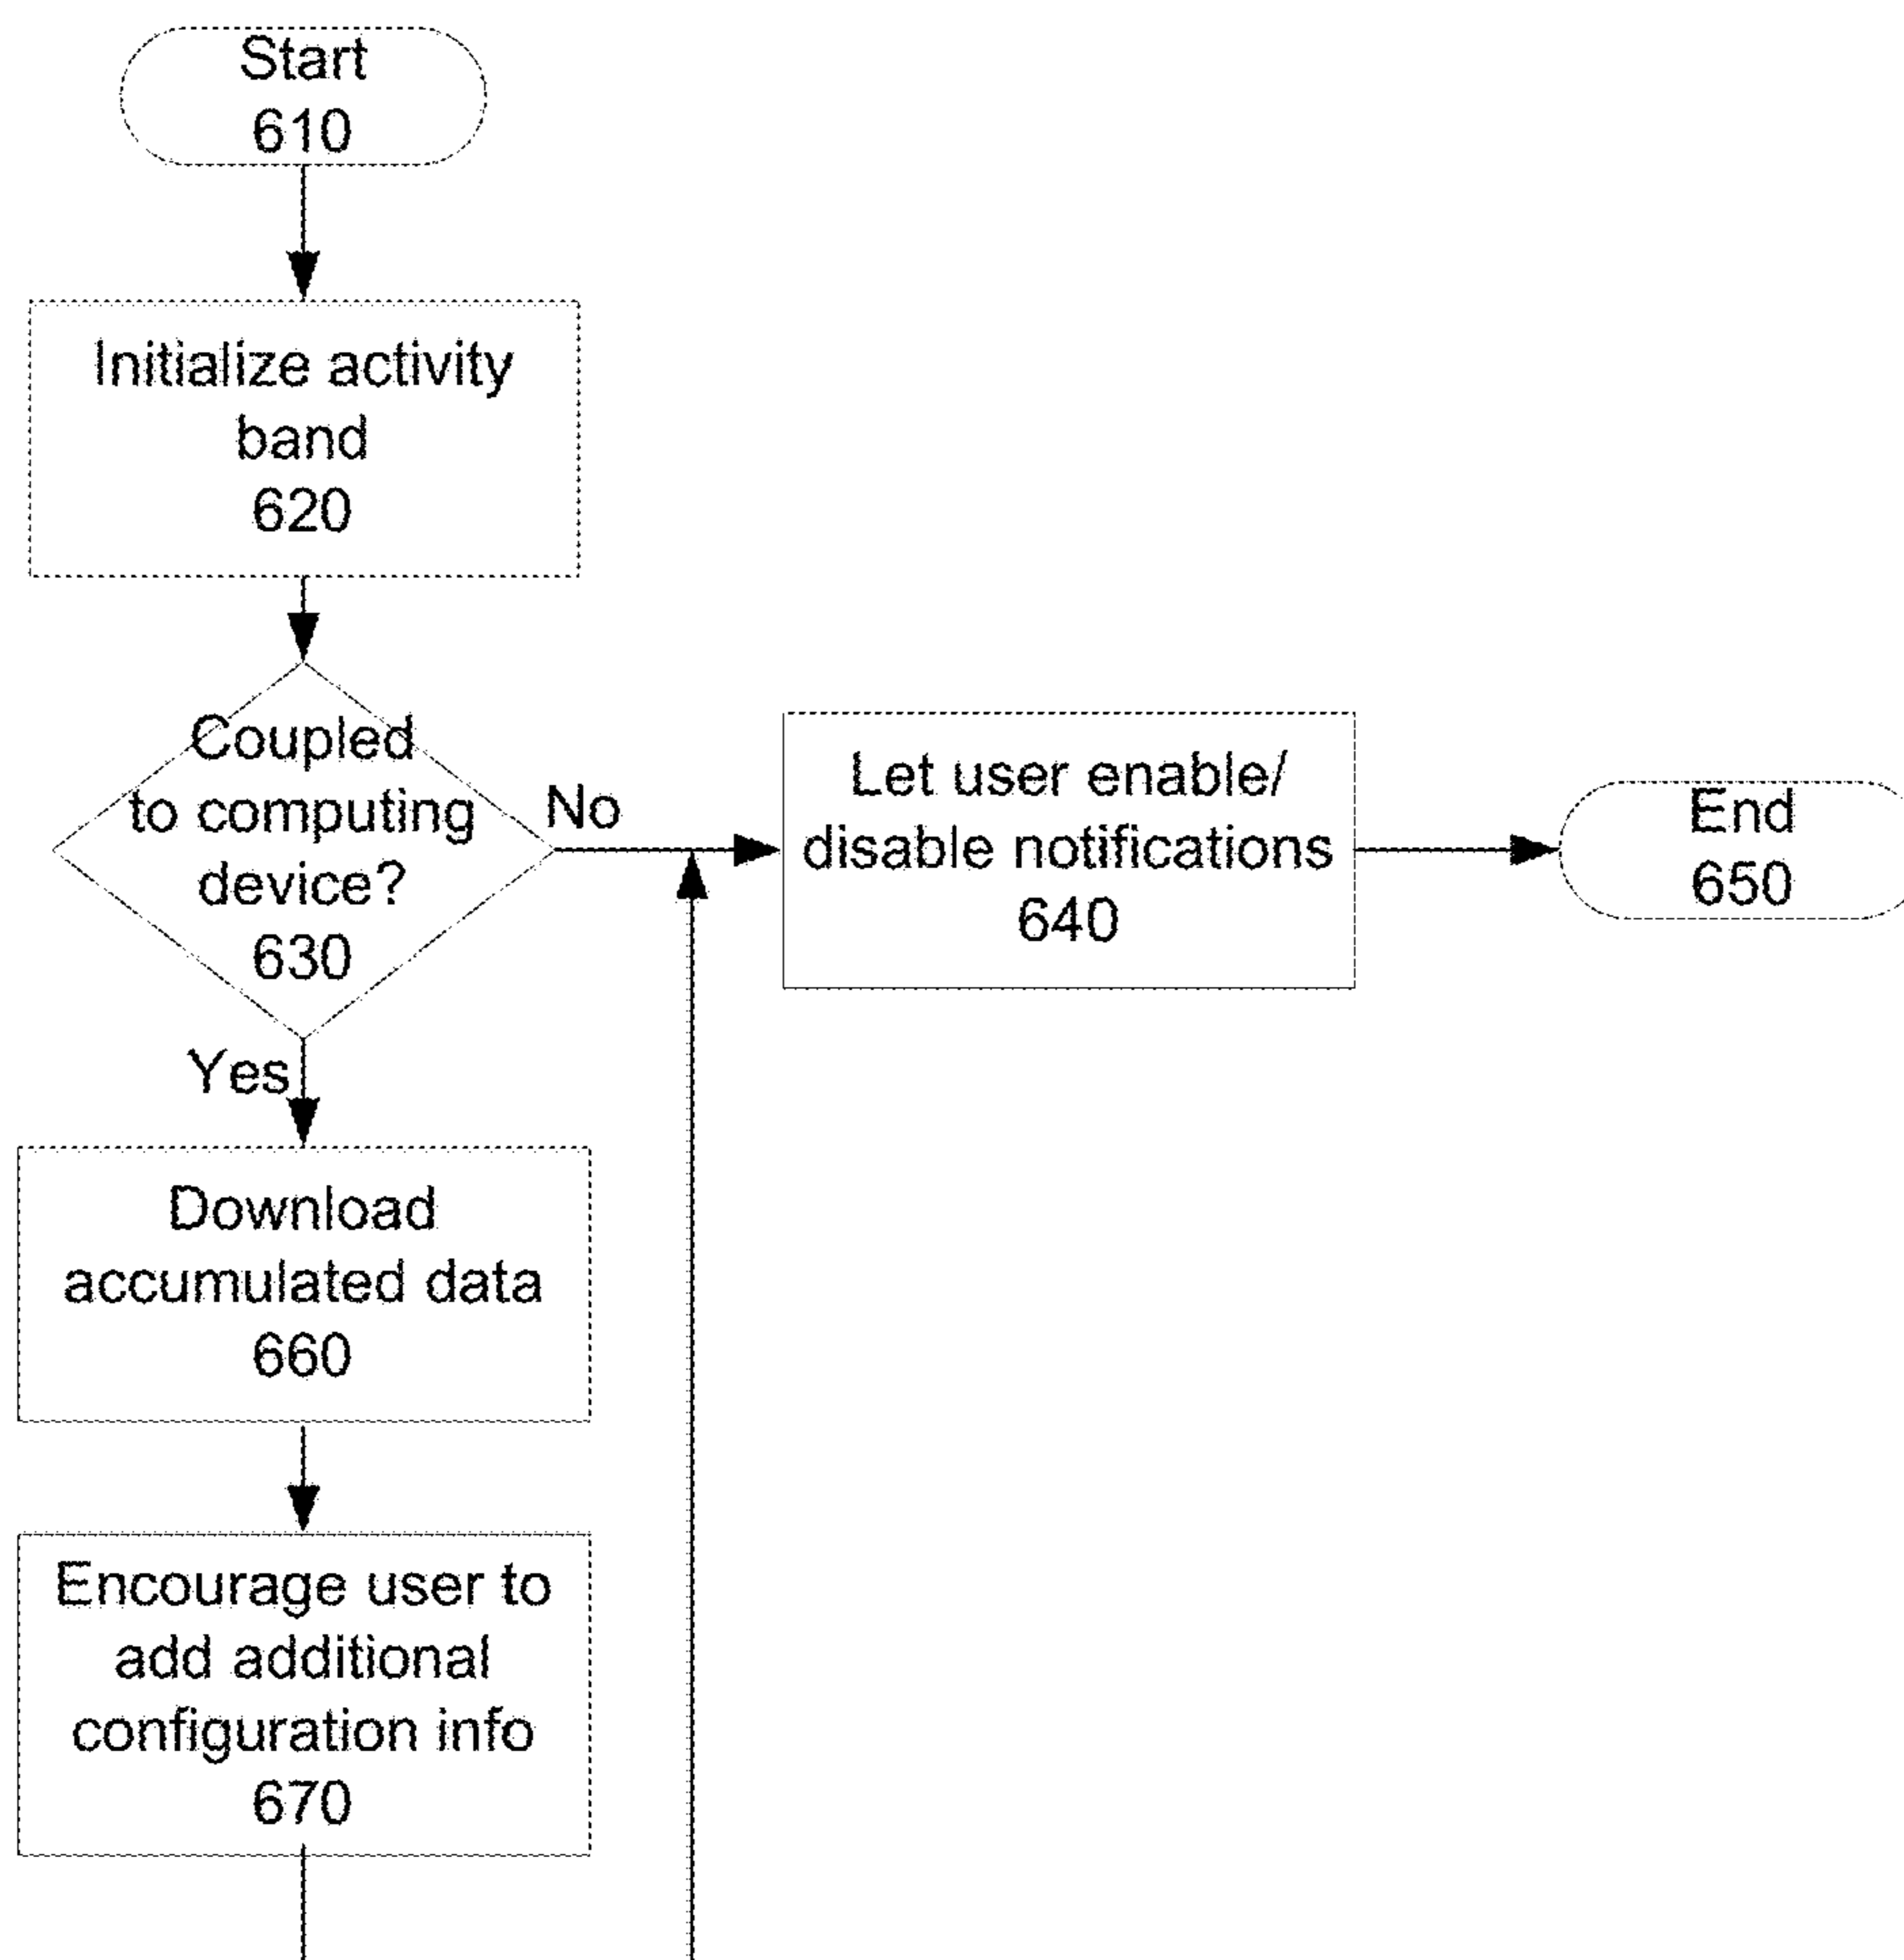 Start
610
Initialize activity
band
620
Coupled
to computing
device?
630
No
Let user enable/
disable notifications
640
End
650
Yes
Download
accumulated data
660
Encourage user to
add additional
configuration info
670